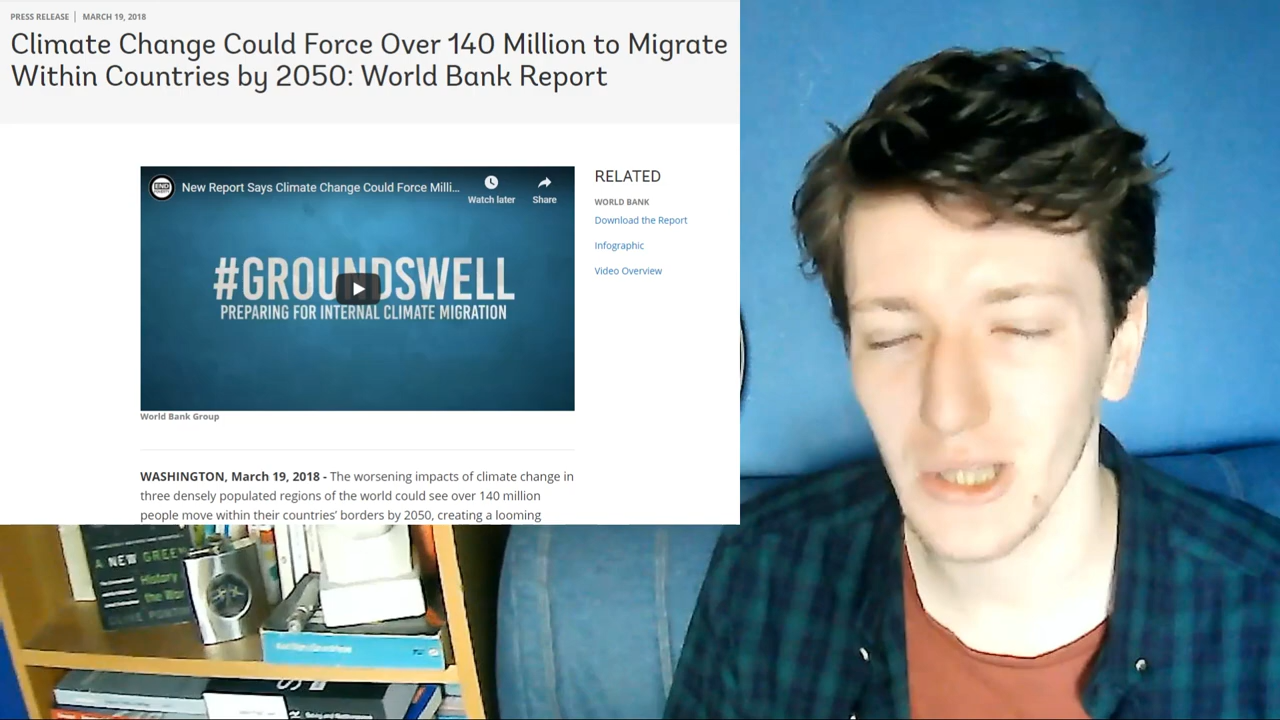 PRESS RELEASE | MARCH 19, 2018
Climate Change Could Force Over 140 Million to Migrate
Within Countries by 2050: World Bank Report
New Report Says Climate Change Could Force Milli...
Watch later
Share
#GROUNDSWELL
PREPARING FOR INTERNAL CLIMATE MIGRATION
World Bank Group
RELATED
WORLD BANK
Download the Report
Infographic
Video Overview
WASHINGTON, March 19, 2018 - The worsening impacts of climate change in
three densely populated regions of the world could see over 140 million
people move within their countries' borders by 2050, creating a looming
A NEW GREEN
History